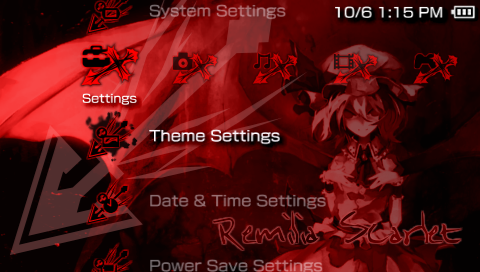 System Settings
10/6 1:15 PM
Settings
Theme Settings
Date & Time Settings
Remilia Scarlet
Power Save Settings